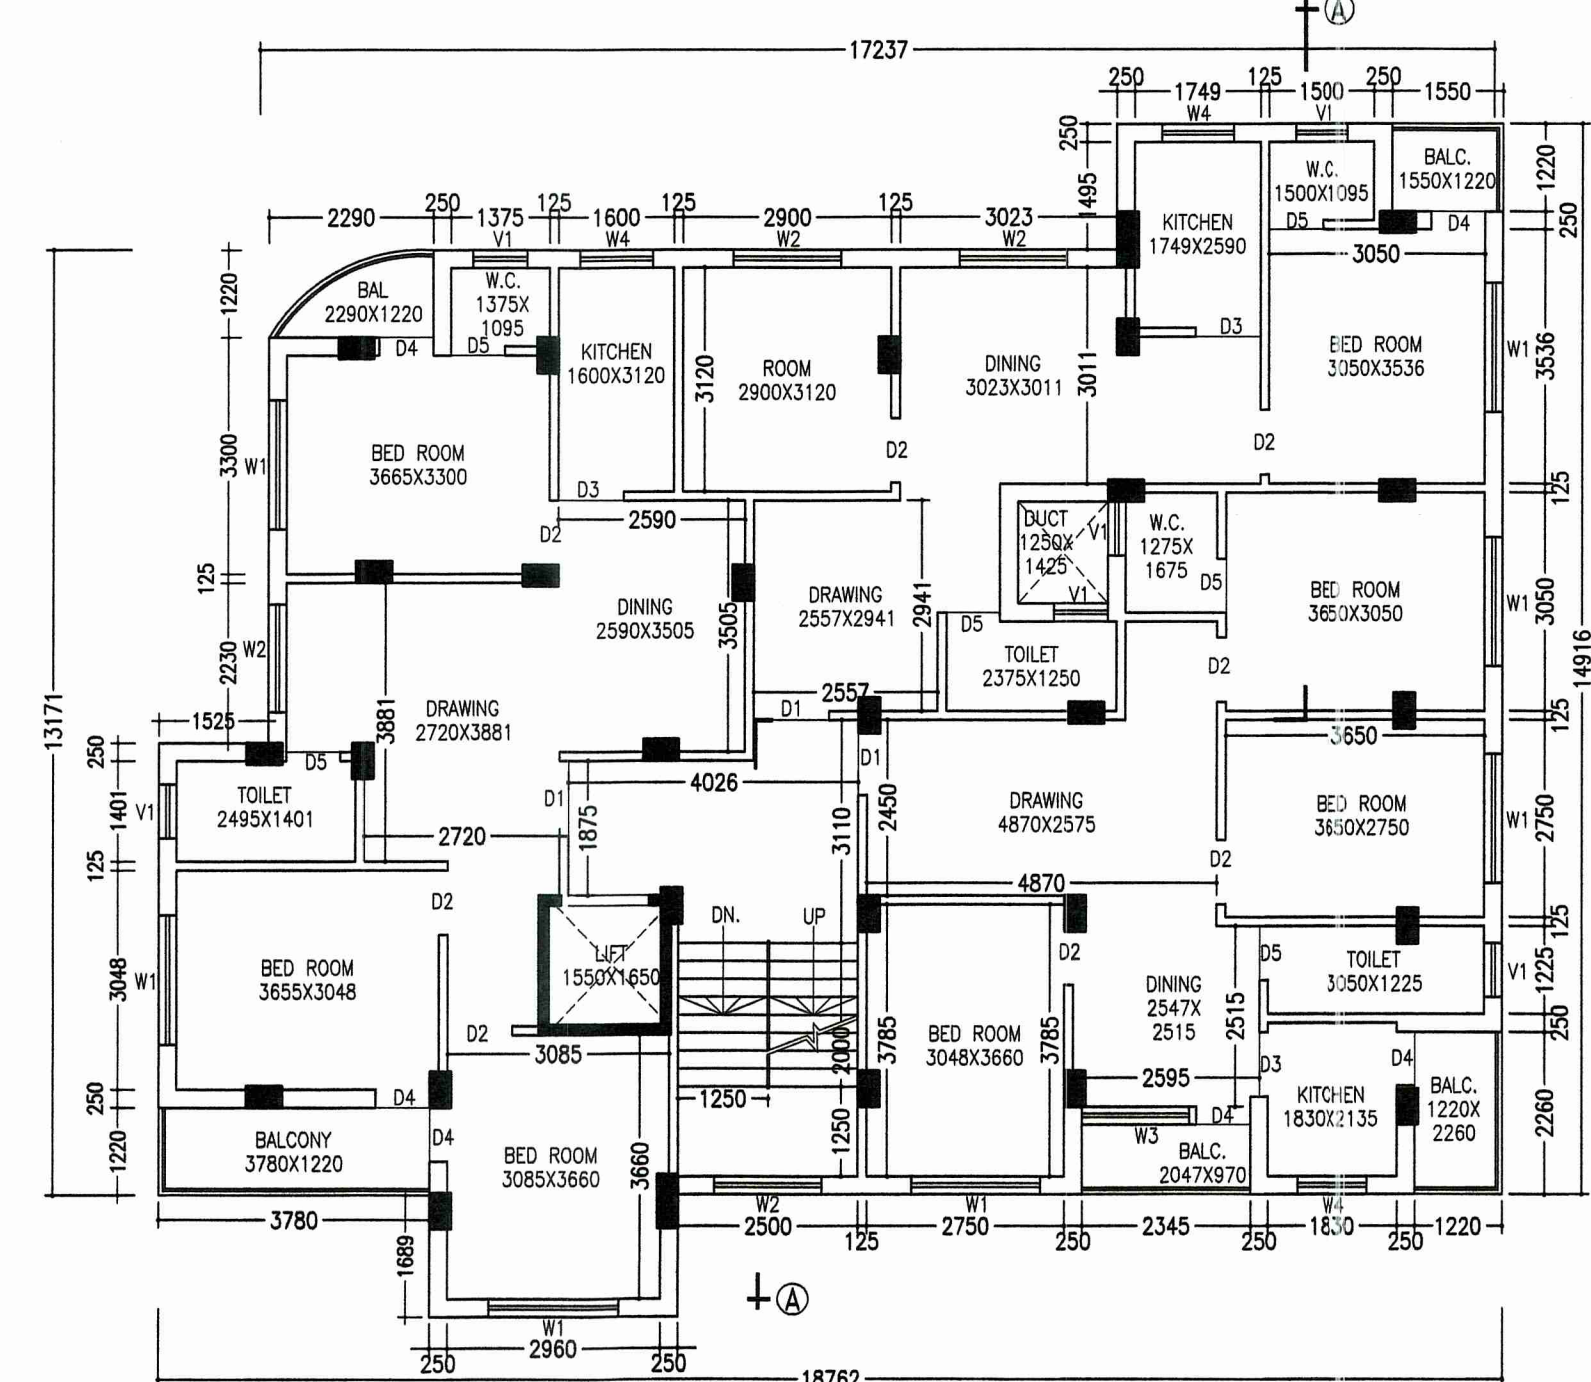 A
17237
250
1749
125
1500
250
1550
W4
V1
250
1495
BALC.
1550X1220
W.C.
1500X1095
1220
250
D5
D4
KITCHEN
1749X2590
3050
2290
250
1375
125
1600
125
2900
125
3023
V1
W4
W2
W2
1220
BAL
2290X1220
W.C.
1375X
1095
D4
D5
KITCHEN
1600X3120
3120
ROOM
2900X3120
DINING
3023X3011
3011
D3
BED ROOM
3050X3536
W1
3536
3300
W1
BED ROOM
3665X3300
D2
D2
D3
2590
D2
125
DUCT
1250X
1425
V1
V1
W.C.
1275X
1675
D5
125
BED ROOM
3650X3050
W1
3050
14916
13171
125
2230
W2
DINING
2590X3505
3505
DRAWING
2557X2941
2941
D5
TOILET
2375X1250
D2
2557
D1
125
3650
1525
DRAWING
2720X3881
3881
250
D5
4026
D1
TOILET
2495X1401
V1
1401
D1
1875
2720
3110
2450
DRAWING
4870X2575
BED ROOM
3650X2750
W1
2750
D2
125
4870
D2
DN.
UP
125
BED ROOM
3655X3048
W1
3048
LIFT
1550X1650
D2
D2
3085
2000
3785
BED ROOM
3048X3660
3785
DINING
2547X
2515
2515
D5
TOILET
3050X1225
V1
1225
250
D3
D4
2595
KITCHEN
1830X2135
BALC.
1220X
2260
2260
250
D4
1250
1250
D4
W3
BALC.
2047X970
1220
BALCONY
3780X1220
D4
BED ROOM
3085X3660
3660
3780
1689
W2
2500
125
W1
2750
250
2345
250
W4
1830
250
1220
A
W1
250
2960
250
18762